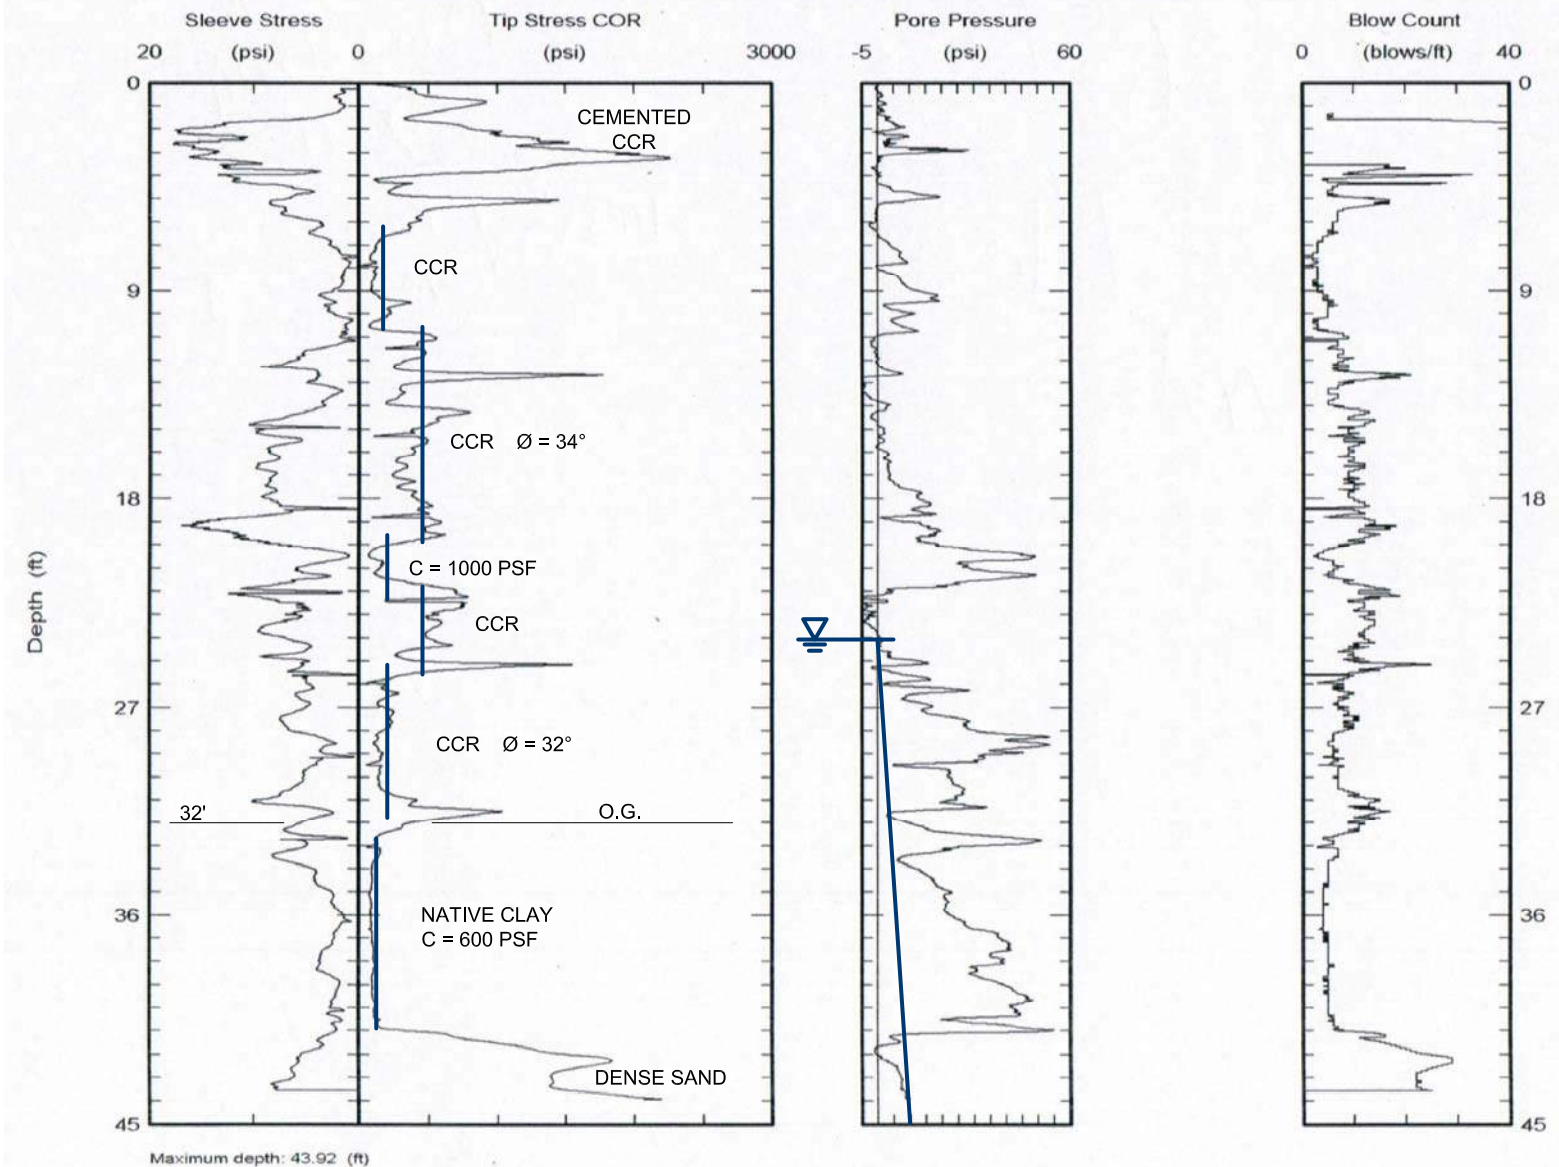 Sleeve Stress Tip Stress COR Pore Pressure Blow Count
20 (psi) 0 (psi) 3000 -5 (psi) 60 0 (blows/ft) 40
0 0
CEMENTED
CCR
CCR
9 9
CCR Ø = 34°
18 18
C = 1000 PSF
Depth (ft)
CCR
27 27
CCR Ø = 32°
32' O.G.
36 36
NATIVE CLAY
C = 600 PSF
DENSE SAND
45 45
Maximum depth: 43.92 (ft)